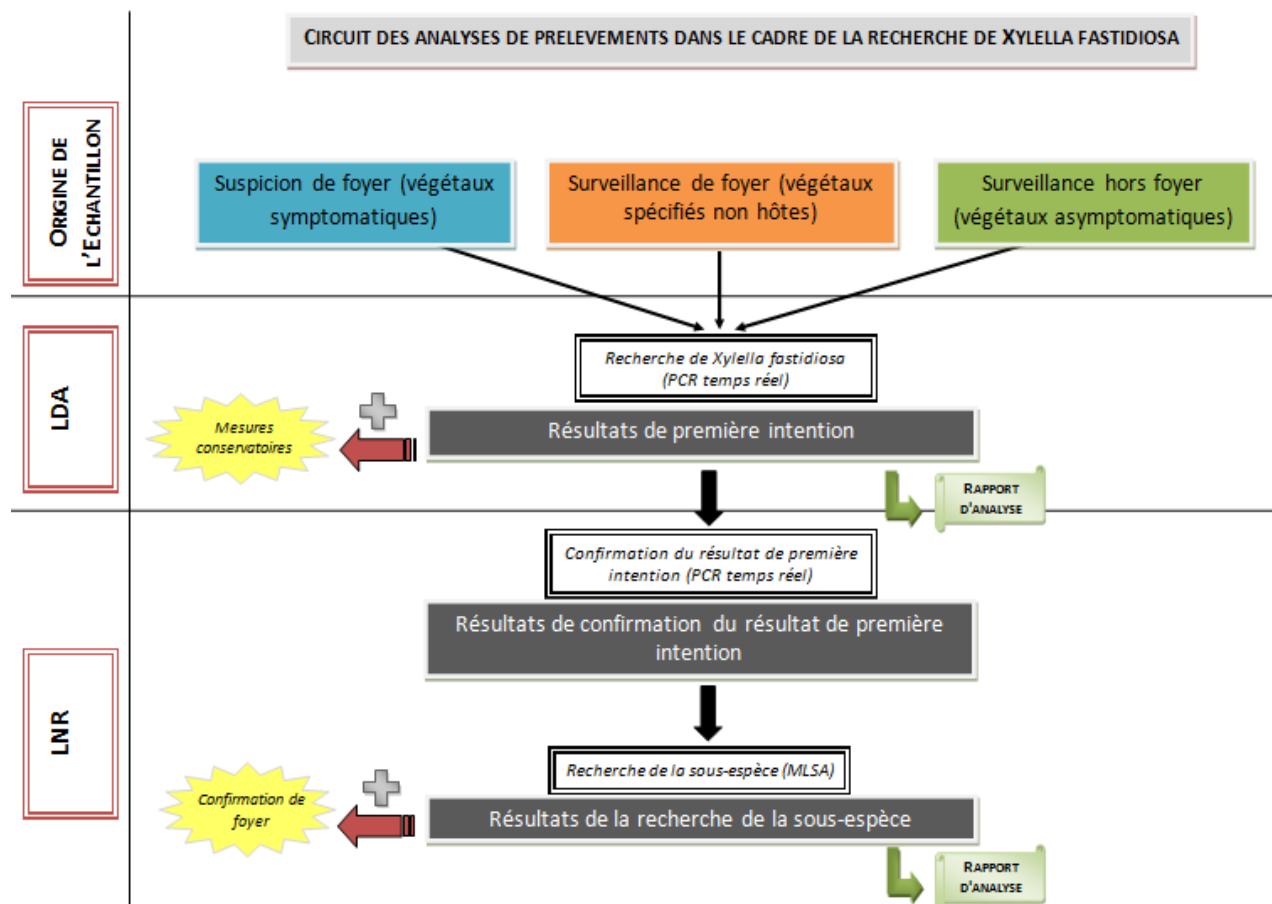 CIRCUIT DES ANALYSES DE PRELEVEMENTS DANS LE CADRE DE LA RECHERCHE DE XYLELLA FASTIDIOSA
ORIGINE DE
L'ECHANTILLON
Suspicion de foyer (végétaux
symptomatiques)
Surveillance de foyer (végétaux
spécifiés non hôtes)
Surveillance hors foyer
(végétaux asymptomatiques)
LDA
Recherche de Xylella fastidiosa
(PCR temps réel)
Mesures
conservatoires
Résultats de première intention
RAPPORT
D'ANALYSE
LNR
Confirmation du résultat de première
intention (PCR temps réel)
Résultats de confirmation du résultat de première
intention
Recherche de la sous-espèce (MLSA)
Confirmation de
foyer
Résultats de la recherche de la sous-espèce
RAPPORT
D'ANALYSE